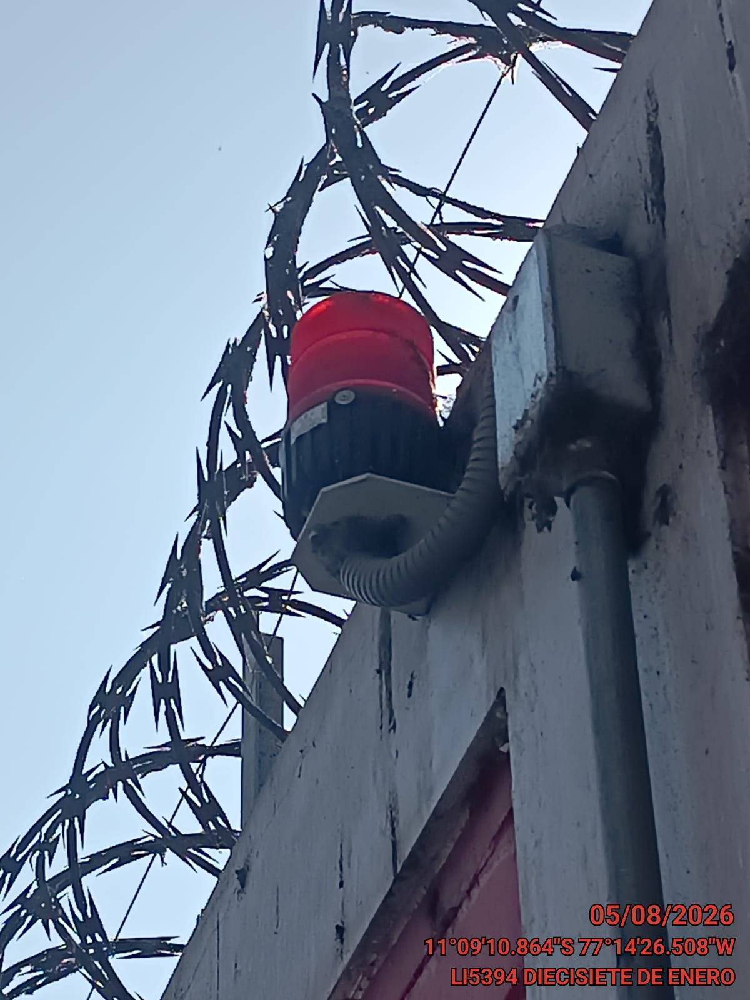 05/08/2026
11°09'10.864"S 77°14'26.508"W
LI5394 DIECISIETE DE ENERO